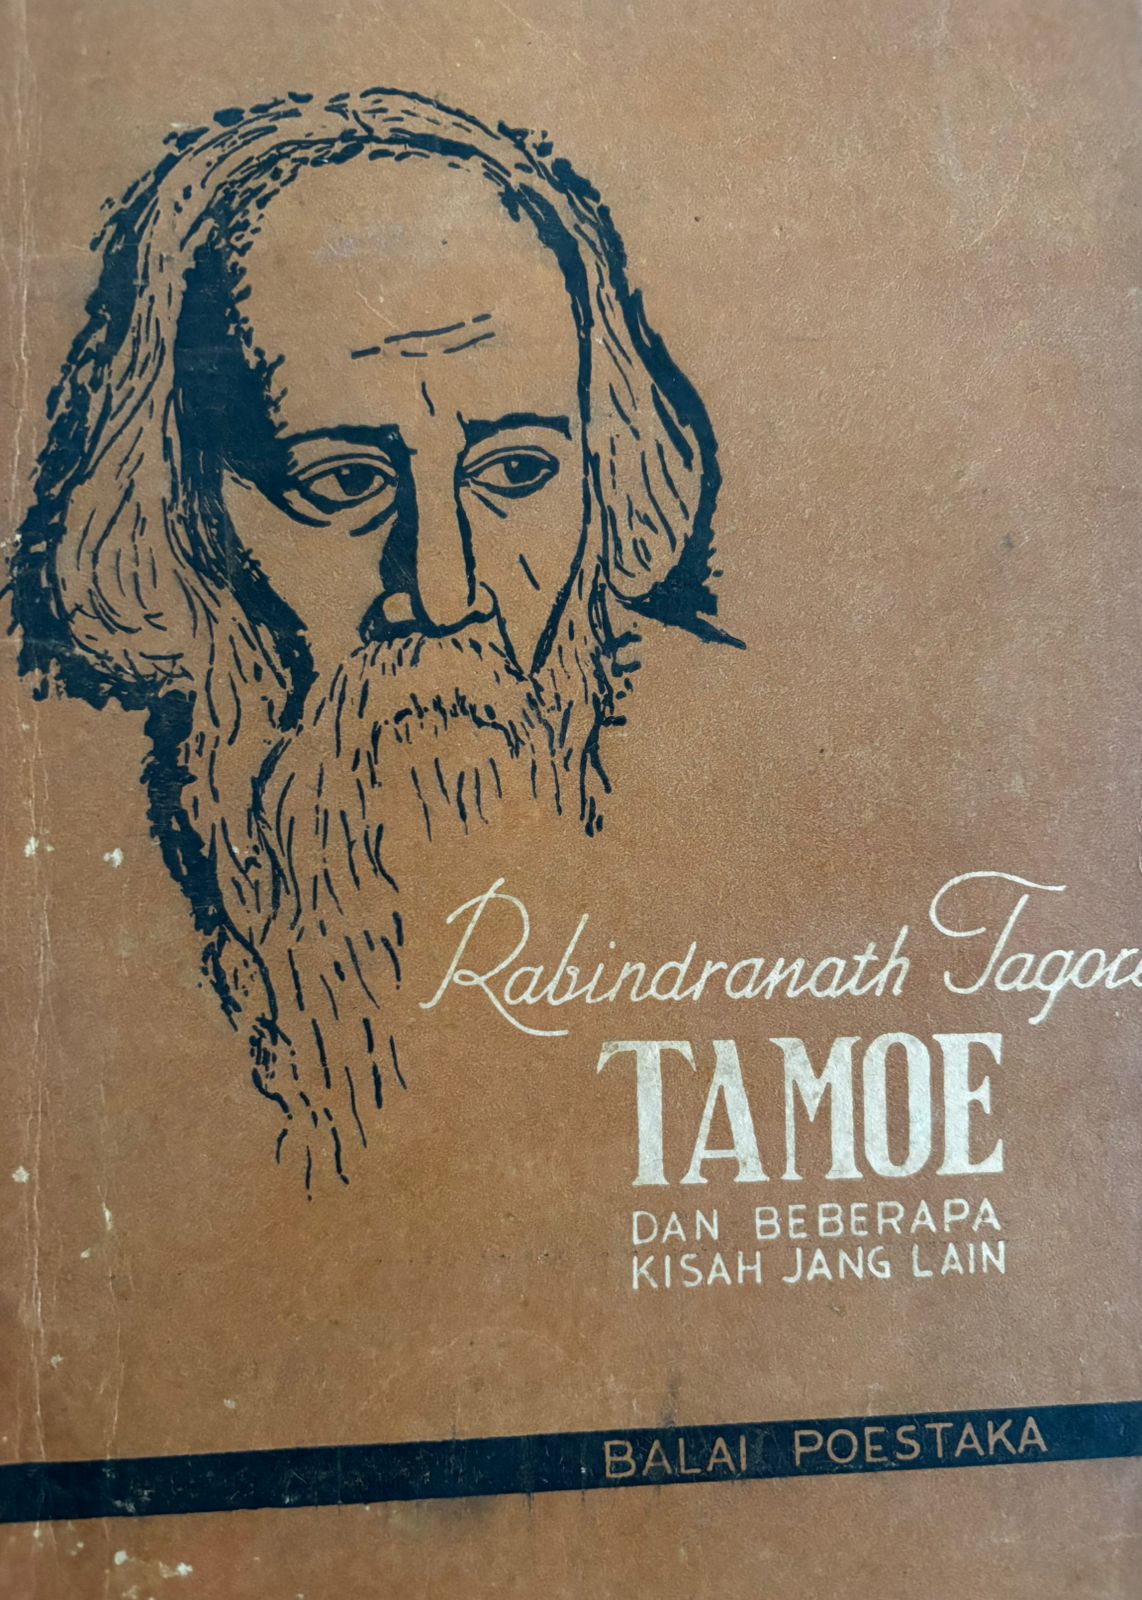 Rabindranath Tagore
TAMOE
DAN BEBERAPA
KISAH JANG LAIN
BALAI POESTAKA